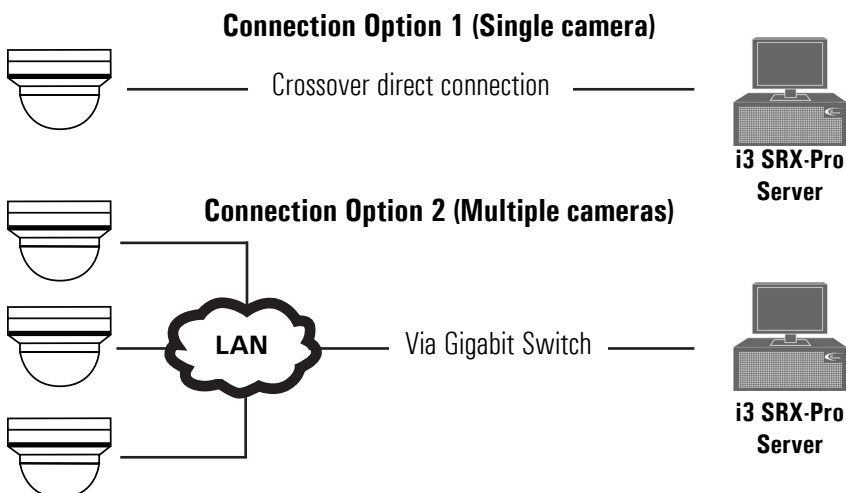 Connection Option 1 (Single camera)
Crossover direct connection
i3 SRX-Pro
Server
Connection Option 2 (Multiple cameras)
LAN
Via Gigabit Switch
i3 SRX-Pro
Server